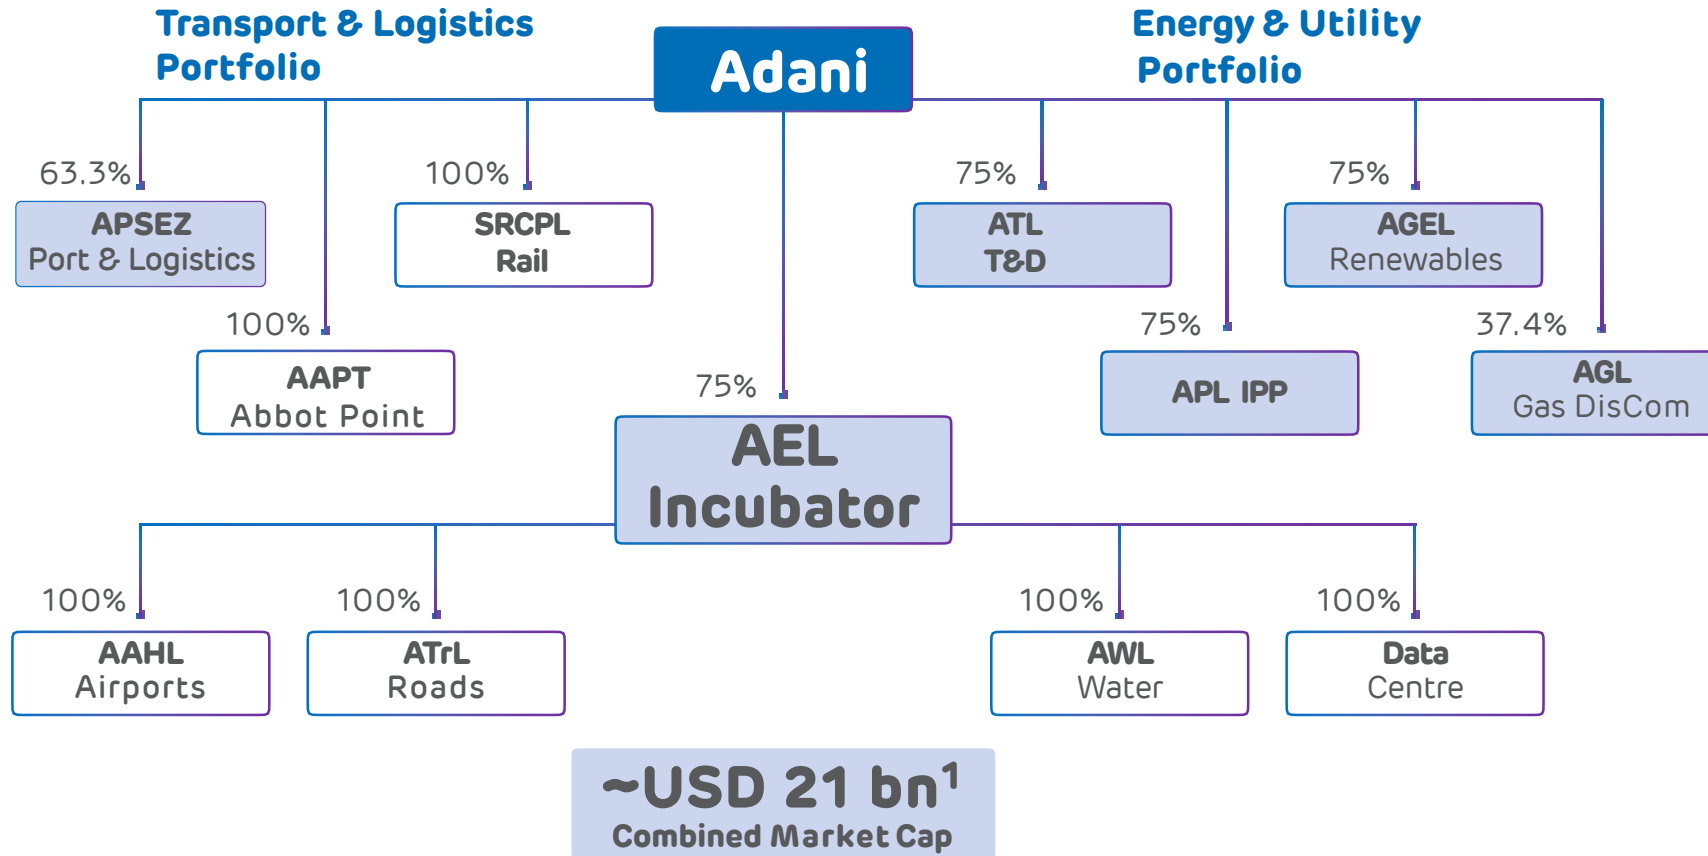 Transport & Logistics
Portfolio
Adani
Energy & Utility
Portfolio
63.3%
APSEZ
Port & Logistics
100%
SRCPL
Rail
75%
ATL
T&D
75%
AGEL
Renewables
100%
AAPT
Abbot Point
75%
APL IPP
37.4%
AGL
Gas DisCom
75%
AEL
Incubator
100%
AAHL
Airports
100%
ATrL
Roads
100%
AWL
Water
100%
Data
Centre
~USD 21 bn¹
Combined Market Cap